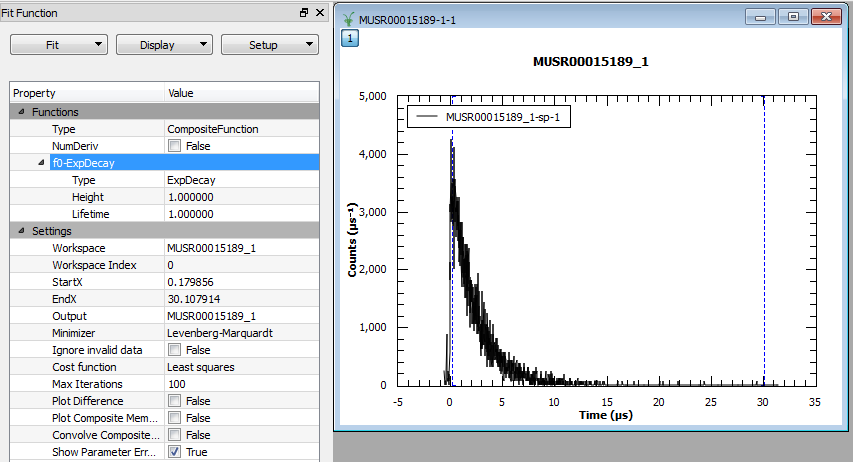 Fit Function
Fit
Display
Setup
Property Value
Functions
Type CompositeFunction
NumDeriv False
f0-ExpDecay
Type ExpDecay
Height 1.000000
Lifetime 1.000000
Settings
Workspace MUSR00015189_1
Workspace Index 0
StartX 0.179856
EndX 30.107914
Output MUSR00015189_1
Minimizer Levenberg-Marquardt
Ignore invalid data False
Cost function Least squares
Max Iterations 100
Plot Difference False
Plot Composite Mem... False
Convolve Composite... False
Show Parameter Err... True
MUSR00015189-1-1
1
MUSR00015189_1
MUSR00015189_1-sp-1
5,000
4,000
3,000
2,000
1,000
0
Counts (µs⁻¹)
-5 0 5 10 15 20 25 30 35
Time (µs)